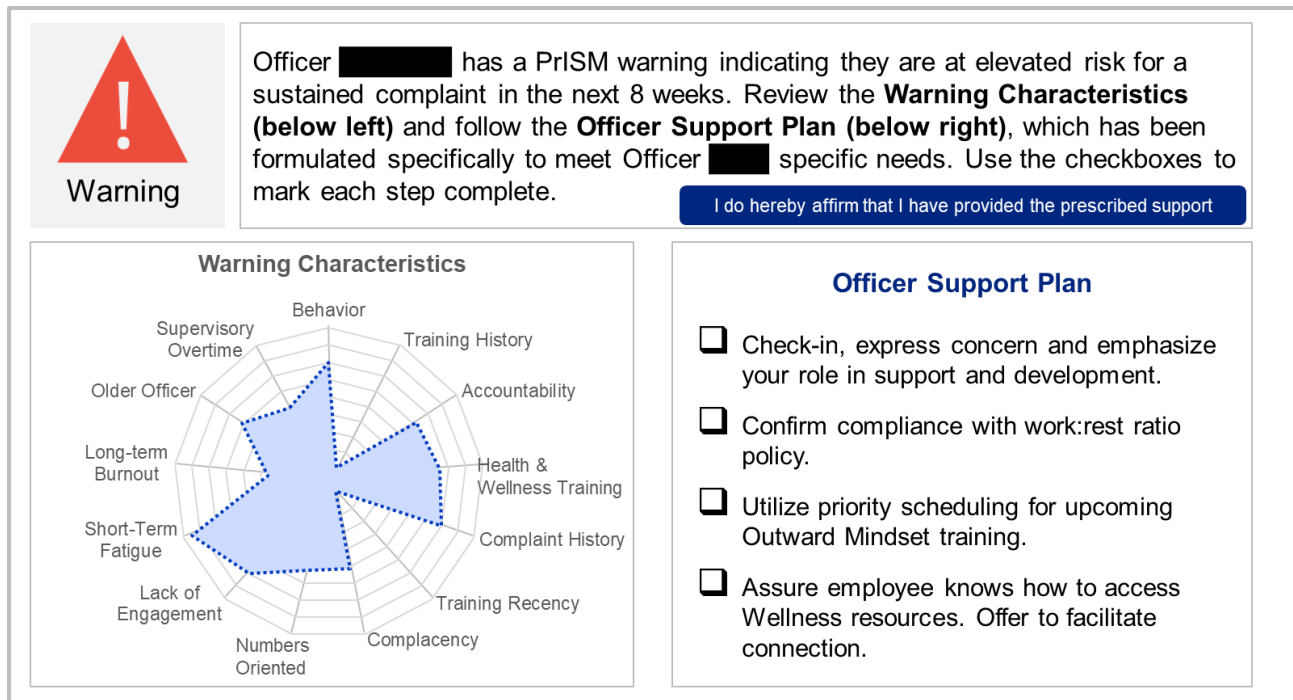 Warning
Officer has a PrISM warning indicating they are at elevated risk for a
sustained complaint in the next 8 weeks. Review the Warning Characteristics
(below left) and follow the Officer Support Plan (below right), which has been
formulated specifically to meet Officer specific needs. Use the checkboxes to
mark each step complete.
I do hereby affirm that I have provided the prescribed support
Warning Characteristics
Behavior
Training History
Accountability
Health &
Wellness Training
Complaint History
Training Recency
Complacency
Numbers
Oriented
Lack of
Engagement
Short-Term
Fatigue
Long-term
Burnout
Older Officer
Supervisory
Overtime
Officer Support Plan
Check-in, express concern and emphasize
your role in support and development.
Confirm compliance with work:rest ratio
policy.
Utilize priority scheduling for upcoming
Outward Mindset training.
Assure employee knows how to access
Wellness resources. Offer to facilitate
connection.